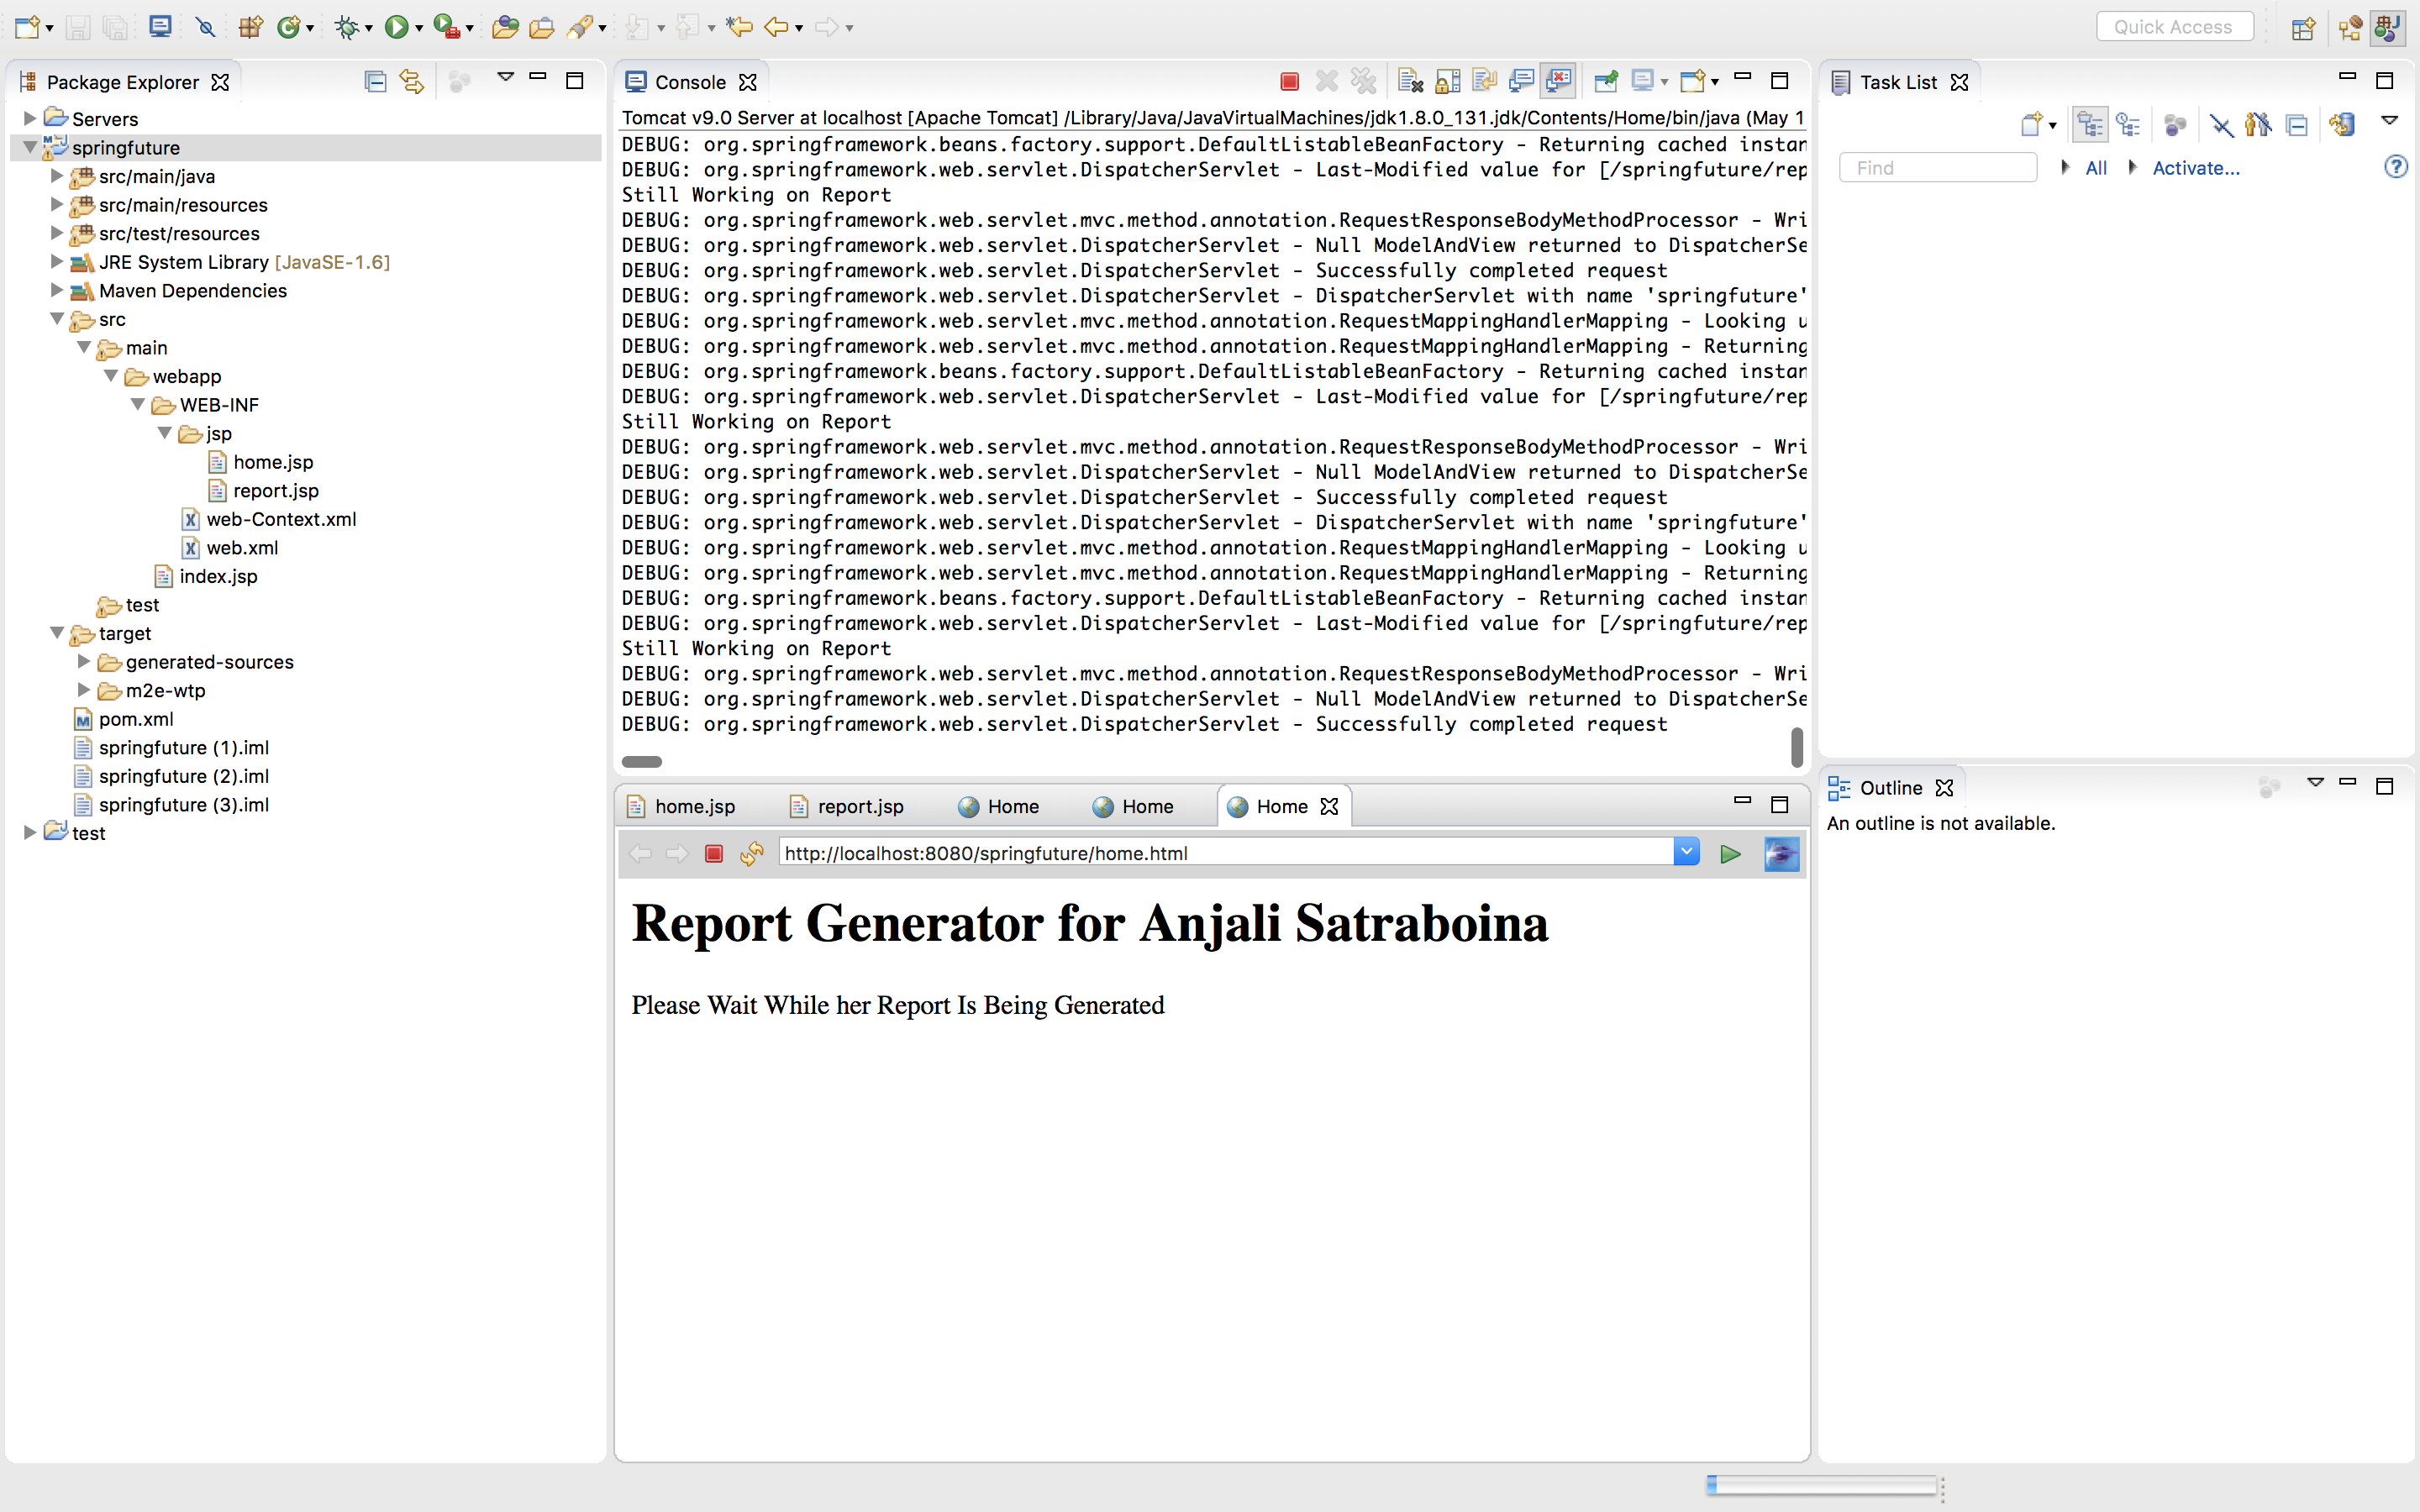 Quick Access
Package Explorer
Servers
springfuture
src/main/java
src/main/resources
src/test/resources
JRE System Library [JavaSE-1.6]
Maven Dependencies
src
main
webapp
WEB-INF
jsp
home.jsp
report.jsp
web-Context.xml
web.xml
index.jsp
test
target
generated-sources
m2e-wtp
pom.xml
springfuture (1).iml
springfuture (2).iml
springfuture (3).iml
test
Console
Tomcat v9.0 Server at localhost [Apache Tomcat] /Library/Java/JavaVirtualMachines/jdk1.8.0_131.jdk/Contents/Home/bin/java (May 1
DEBUG: org.springframework.beans.factory.support.DefaultListableBeanFactory - Returning cached instan
DEBUG: org.springframework.web.servlet.DispatcherServlet - Last-Modified value for [/springfuture/rep
Still Working on Report
DEBUG: org.springframework.web.servlet.mvc.method.annotation.RequestResponseBodyMethodProcessor - Wri
DEBUG: org.springframework.web.servlet.DispatcherServlet - Null ModelAndView returned to DispatcherSe
DEBUG: org.springframework.web.servlet.DispatcherServlet - Successfully completed request
DEBUG: org.springframework.web.servlet.DispatcherServlet - DispatcherServlet with name 'springfuture'
DEBUG: org.springframework.web.servlet.mvc.method.annotation.RequestMappingHandlerMapping - Looking u
DEBUG: org.springframework.web.servlet.mvc.method.annotation.RequestMappingHandlerMapping - Returning
DEBUG: org.springframework.beans.factory.support.DefaultListableBeanFactory - Returning cached instan
DEBUG: org.springframework.web.servlet.DispatcherServlet - Last-Modified value for [/springfuture/rep
Still Working on Report
DEBUG: org.springframework.web.servlet.mvc.method.annotation.RequestResponseBodyMethodProcessor - Wri
DEBUG: org.springframework.web.servlet.DispatcherServlet - Null ModelAndView returned to DispatcherSe
DEBUG: org.springframework.web.servlet.DispatcherServlet - Successfully completed request
DEBUG: org.springframework.web.servlet.DispatcherServlet - DispatcherServlet with name 'springfuture'
DEBUG: org.springframework.web.servlet.mvc.method.annotation.RequestMappingHandlerMapping - Looking u
DEBUG: org.springframework.web.servlet.mvc.method.annotation.RequestMappingHandlerMapping - Returning
DEBUG: org.springframework.beans.factory.support.DefaultListableBeanFactory - Returning cached instan
DEBUG: org.springframework.web.servlet.DispatcherServlet - Last-Modified value for [/springfuture/rep
Still Working on Report
DEBUG: org.springframework.web.servlet.mvc.method.annotation.RequestResponseBodyMethodProcessor - Wri
DEBUG: org.springframework.web.servlet.DispatcherServlet - Null ModelAndView returned to DispatcherSe
DEBUG: org.springframework.web.servlet.DispatcherServlet - Successfully completed request
home.jsp report.jsp Home Home Home
http://localhost:8080/springfuture/home.html
Report Generator for Anjali Satraboina
Please Wait While her Report Is Being Generated
Task List
Find All Activate...
Outline
An outline is not available.